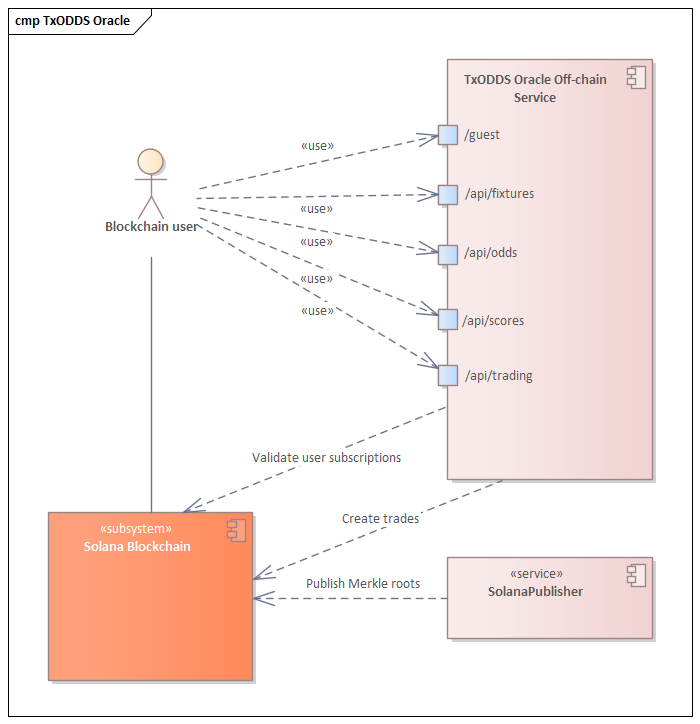 cmp TxODDS Oracle
TxODDS Oracle Off-chain
Service
«use»
/guest
/api/fixtures
«use»
Blockchain user
«use»
/api/odds
«use»
«use»
/api/scores
/api/trading
Validate user subscriptions
Create trades
«subsystem»
Solana Blockchain
Publish Merkle roots
«service»
SolanaPublisher